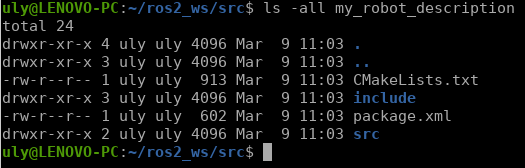 uly@LENOVO-PC:~/ros2_ws/src$ ls -all my_robot_description
total 24
drwxr-xr-x 4 uly uly 4096 Mar  9 11:03 .
drwxr-xr-x 3 uly uly 4096 Mar  9 11:03 ..
-rw-r--r-- 1 uly uly  913 Mar  9 11:03 CMakeLists.txt
drwxr-xr-x 3 uly uly 4096 Mar  9 11:03 include
-rw-r--r-- 1 uly uly  602 Mar  9 11:03 package.xml
drwxr-xr-x 2 uly uly 4096 Mar  9 11:03 src
uly@LENOVO-PC:~/ros2_ws/src$